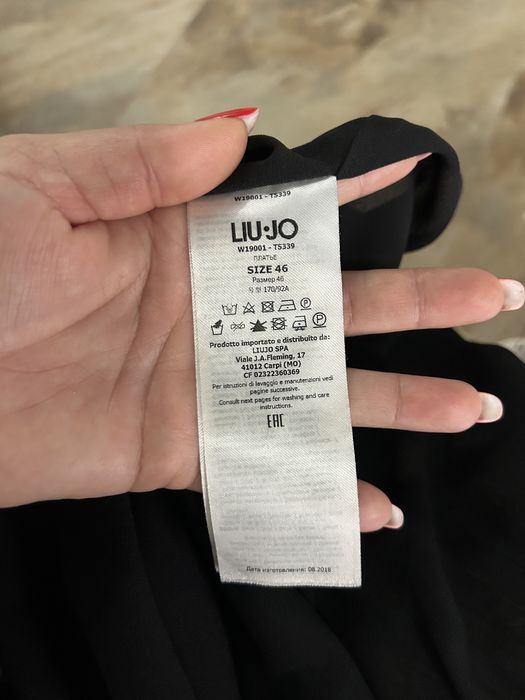 W19001 - T5339
LIU·JO
W19001 - T5339
ПЛАТЬЕ
SIZE 46
Размер 46
号型 170/92A
Prodotto importato e distribuito da:
LIUJO SPA
Viale J.A.Fleming, 17
41012 Carpi (MO)
CF 02322360369
Per istruzioni di lavaggio e manutenzioni vedi
pagine successive.
Consult next pages for washing and care
instructions.
EAC
Дата изготовления: 08.2018